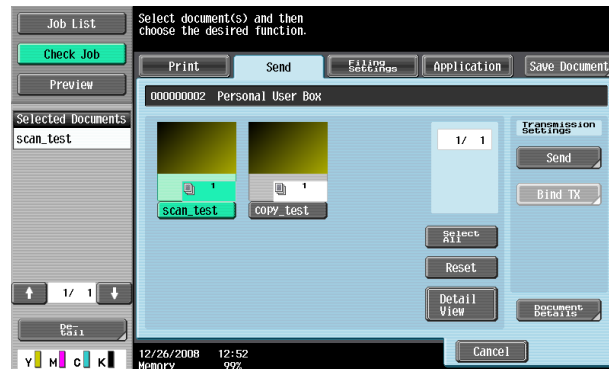 Job List
Check Job
Preview
Selected Documents
scan_test
1/ 1
De-
tail
Y M C K
Select document(s) and then
choose the desired function.
Print
Send
Filing
Settings
Application
Save Document
000000002 Personal User Box
1
scan_test
1
copy_test
1/ 1
Select
All
Reset
Detail
View
Transmission
Settings
Send
Bind TX
Document
Details
Cancel
12/26/2008 12:52
Memory 99%